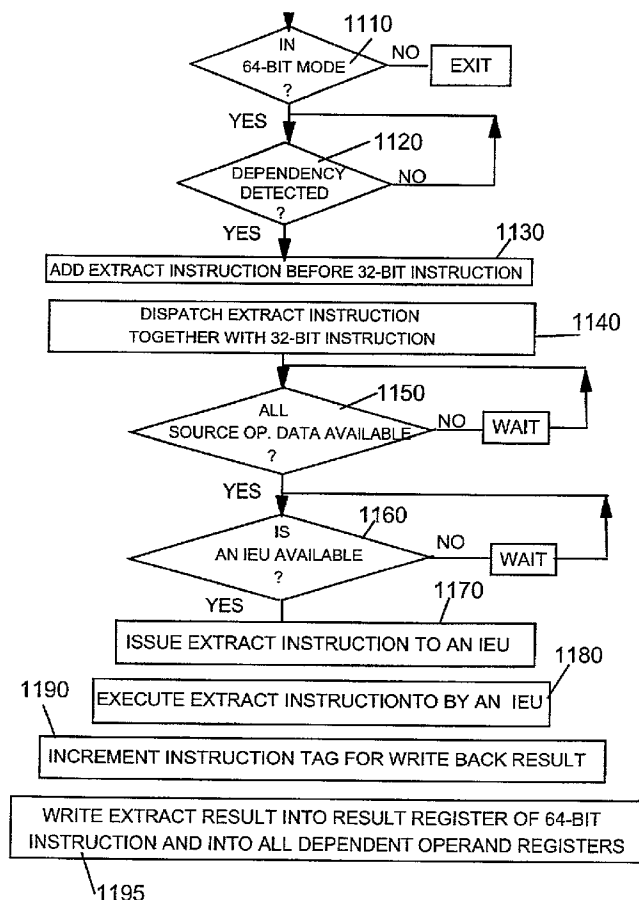 1110
IN
64-BIT MODE
?
NO
EXIT
YES
1120
DEPENDENCY
DETECTED
?
NO
YES
1130
ADD EXTRACT INSTRUCTION BEFORE 32-BIT INSTRUCTION
DISPATCH EXTRACT INSTRUCTION
TOGETHER WITH 32-BIT INSTRUCTION
1140
1150
ALL
SOURCE OP. DATA AVAILABLE
?
NO
WAIT
YES
1160
IS
AN IEU AVAILABLE
?
NO
WAIT
YES
1170
ISSUE EXTRACT INSTRUCTION TO AN IEU
1180
EXECUTE EXTRACT INSTRUCTIONTO BY AN IEU
1190
INCREMENT INSTRUCTION TAG FOR WRITE BACK RESULT
WRITE EXTRACT RESULT INTO RESULT REGISTER OF 64-BIT
INSTRUCTION AND INTO ALL DEPENDENT OPERAND REGISTERS
1195